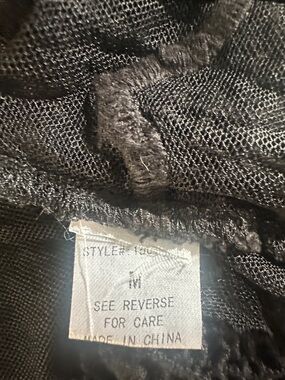 STYLE#
M
SEE REVERSE
FOR CARE
MADE IN CHINA